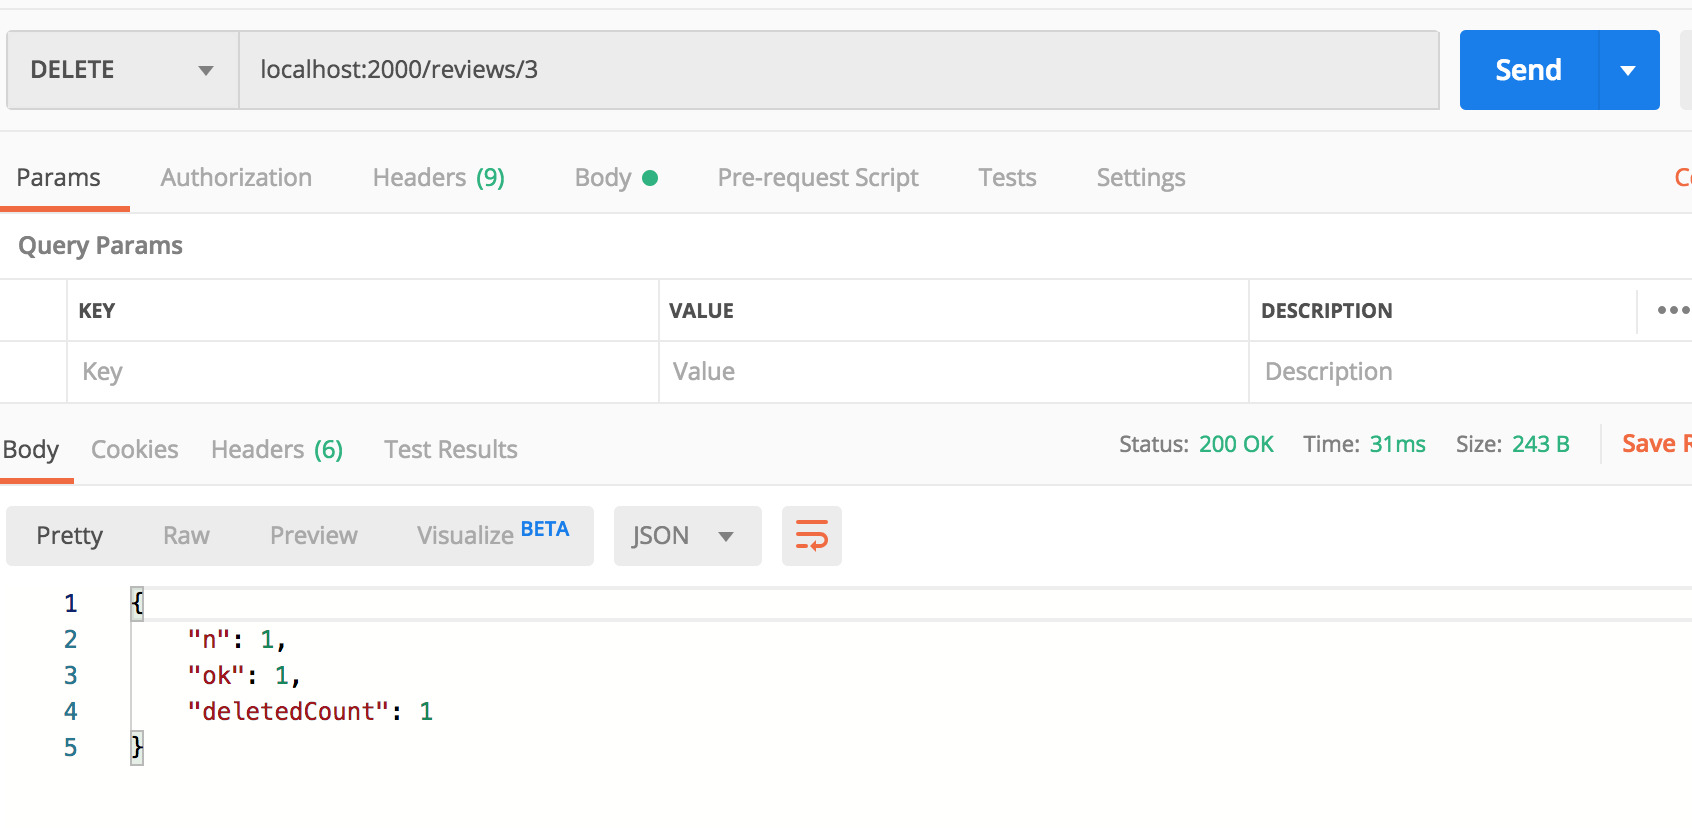 DELETE localhost:2000/reviews/3 Send
Params Authorization Headers (9) Body Pre-request Script Tests Settings
Query Params
KEY VALUE DESCRIPTION
Key Value Description
Body Cookies Headers (6) Test Results Status: 200 OK Time: 31ms Size: 243 B Save
Pretty Raw Preview Visualize BETA JSON
1 {
2 "n": 1,
3 "ok": 1,
4 "deletedCount": 1
5 }